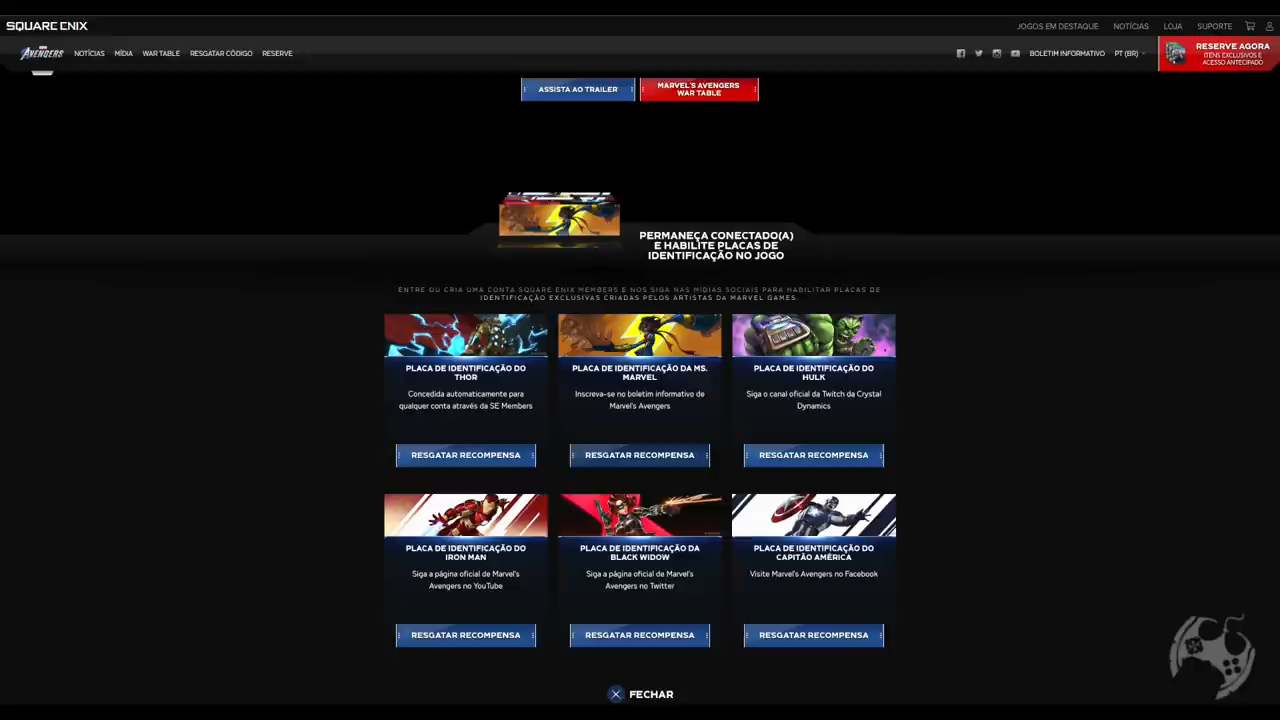 SQUARE ENIX
JOGOS EM DESTAQUE NOTÍCIAS LOJA SUPORTE
MARVEL
AVENGERS
NOTÍCIAS MÍDIA WAR TABLE RESGATAR CÓDIGO RESERVE
BOLETIM INFORMATIVO PT (BR)
RESERVE AGORA
ITENS EXCLUSIVOS E
ACESSO ANTECIPADO
ASSISTA AO TRAILER
MARVEL'S AVENGERS
WAR TABLE
PERMANEÇA CONECTADO(A)
E HABILITE PLACAS DE
IDENTIFICAÇÃO NO JOGO
ENTRE OU CRIA UMA CONTA SQUARE ENIX MEMBERS E NOS SIGA NAS MÍDIAS SOCIAIS PARA HABILITAR PLACAS DE
IDENTIFICAÇÃO EXCLUSIVAS CRIADAS PELOS ARTISTAS DA MARVEL GAMES.
PLACA DE IDENTIFICAÇÃO DO
THOR
Concedida automaticamente para
qualquer conta através da SE Members
RESGATAR RECOMPENSA
PLACA DE IDENTIFICAÇÃO DA MS.
MARVEL
Inscreva-se no boletim informativo de
Marvel's Avengers
RESGATAR RECOMPENSA
PLACA DE IDENTIFICAÇÃO DO
HULK
Siga o canal oficial da Twitch da Crystal
Dynamics
RESGATAR RECOMPENSA
PLACA DE IDENTIFICAÇÃO DO
IRON MAN
Siga a página oficial de Marvel's
Avengers no YouTube
RESGATAR RECOMPENSA
PLACA DE IDENTIFICAÇÃO DA
BLACK WIDOW
Siga a página oficial de Marvel's
Avengers no Twitter
RESGATAR RECOMPENSA
PLACA DE IDENTIFICAÇÃO DO
CAPITÃO AMÉRICA
Visite Marvel's Avengers no Facebook
RESGATAR RECOMPENSA
FECHAR